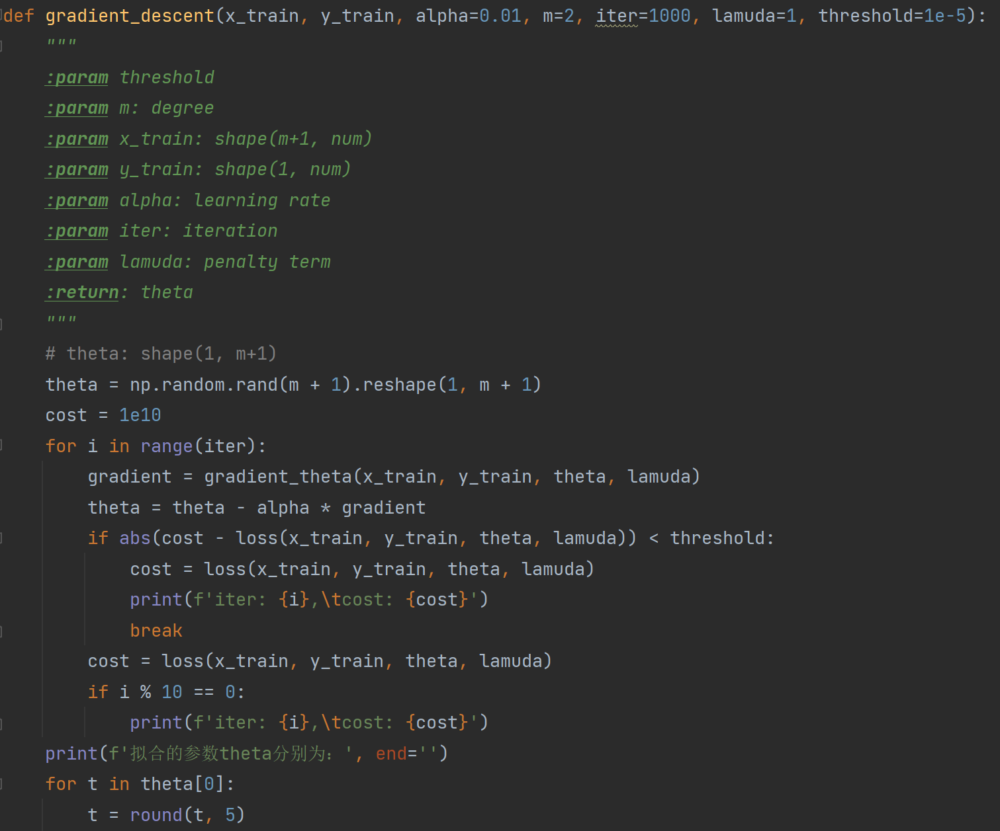 def gradient_descent(x_train, y_train, alpha=0.01, m=2, iter=1000, lamuda=1, threshold=1e-5):
    """
    :param threshold
    :param m: degree
    :param x_train: shape(m+1, num)
    :param y_train: shape(1, num)
    :param alpha: learning rate
    :param iter: iteration
    :param lamuda: penalty term
    :return: theta
    """
    # theta: shape(1, m+1)
    theta = np.random.rand(m + 1).reshape(1, m + 1)
    cost = 1e10
    for i in range(iter):
        gradient = gradient_theta(x_train, y_train, theta, lamuda)
        theta = theta - alpha * gradient
        if abs(cost - loss(x_train, y_train, theta, lamuda)) < threshold:
            cost = loss(x_train, y_train, theta, lamuda)
            print(f'iter: {i},\tcost: {cost}')
            break
        cost = loss(x_train, y_train, theta, lamuda)
        if i % 10 == 0:
            print(f'iter: {i},\tcost: {cost}')
    print(f'拟合的参数theta分别为：', end='')
    for t in theta[0]:
        t = round(t, 5)